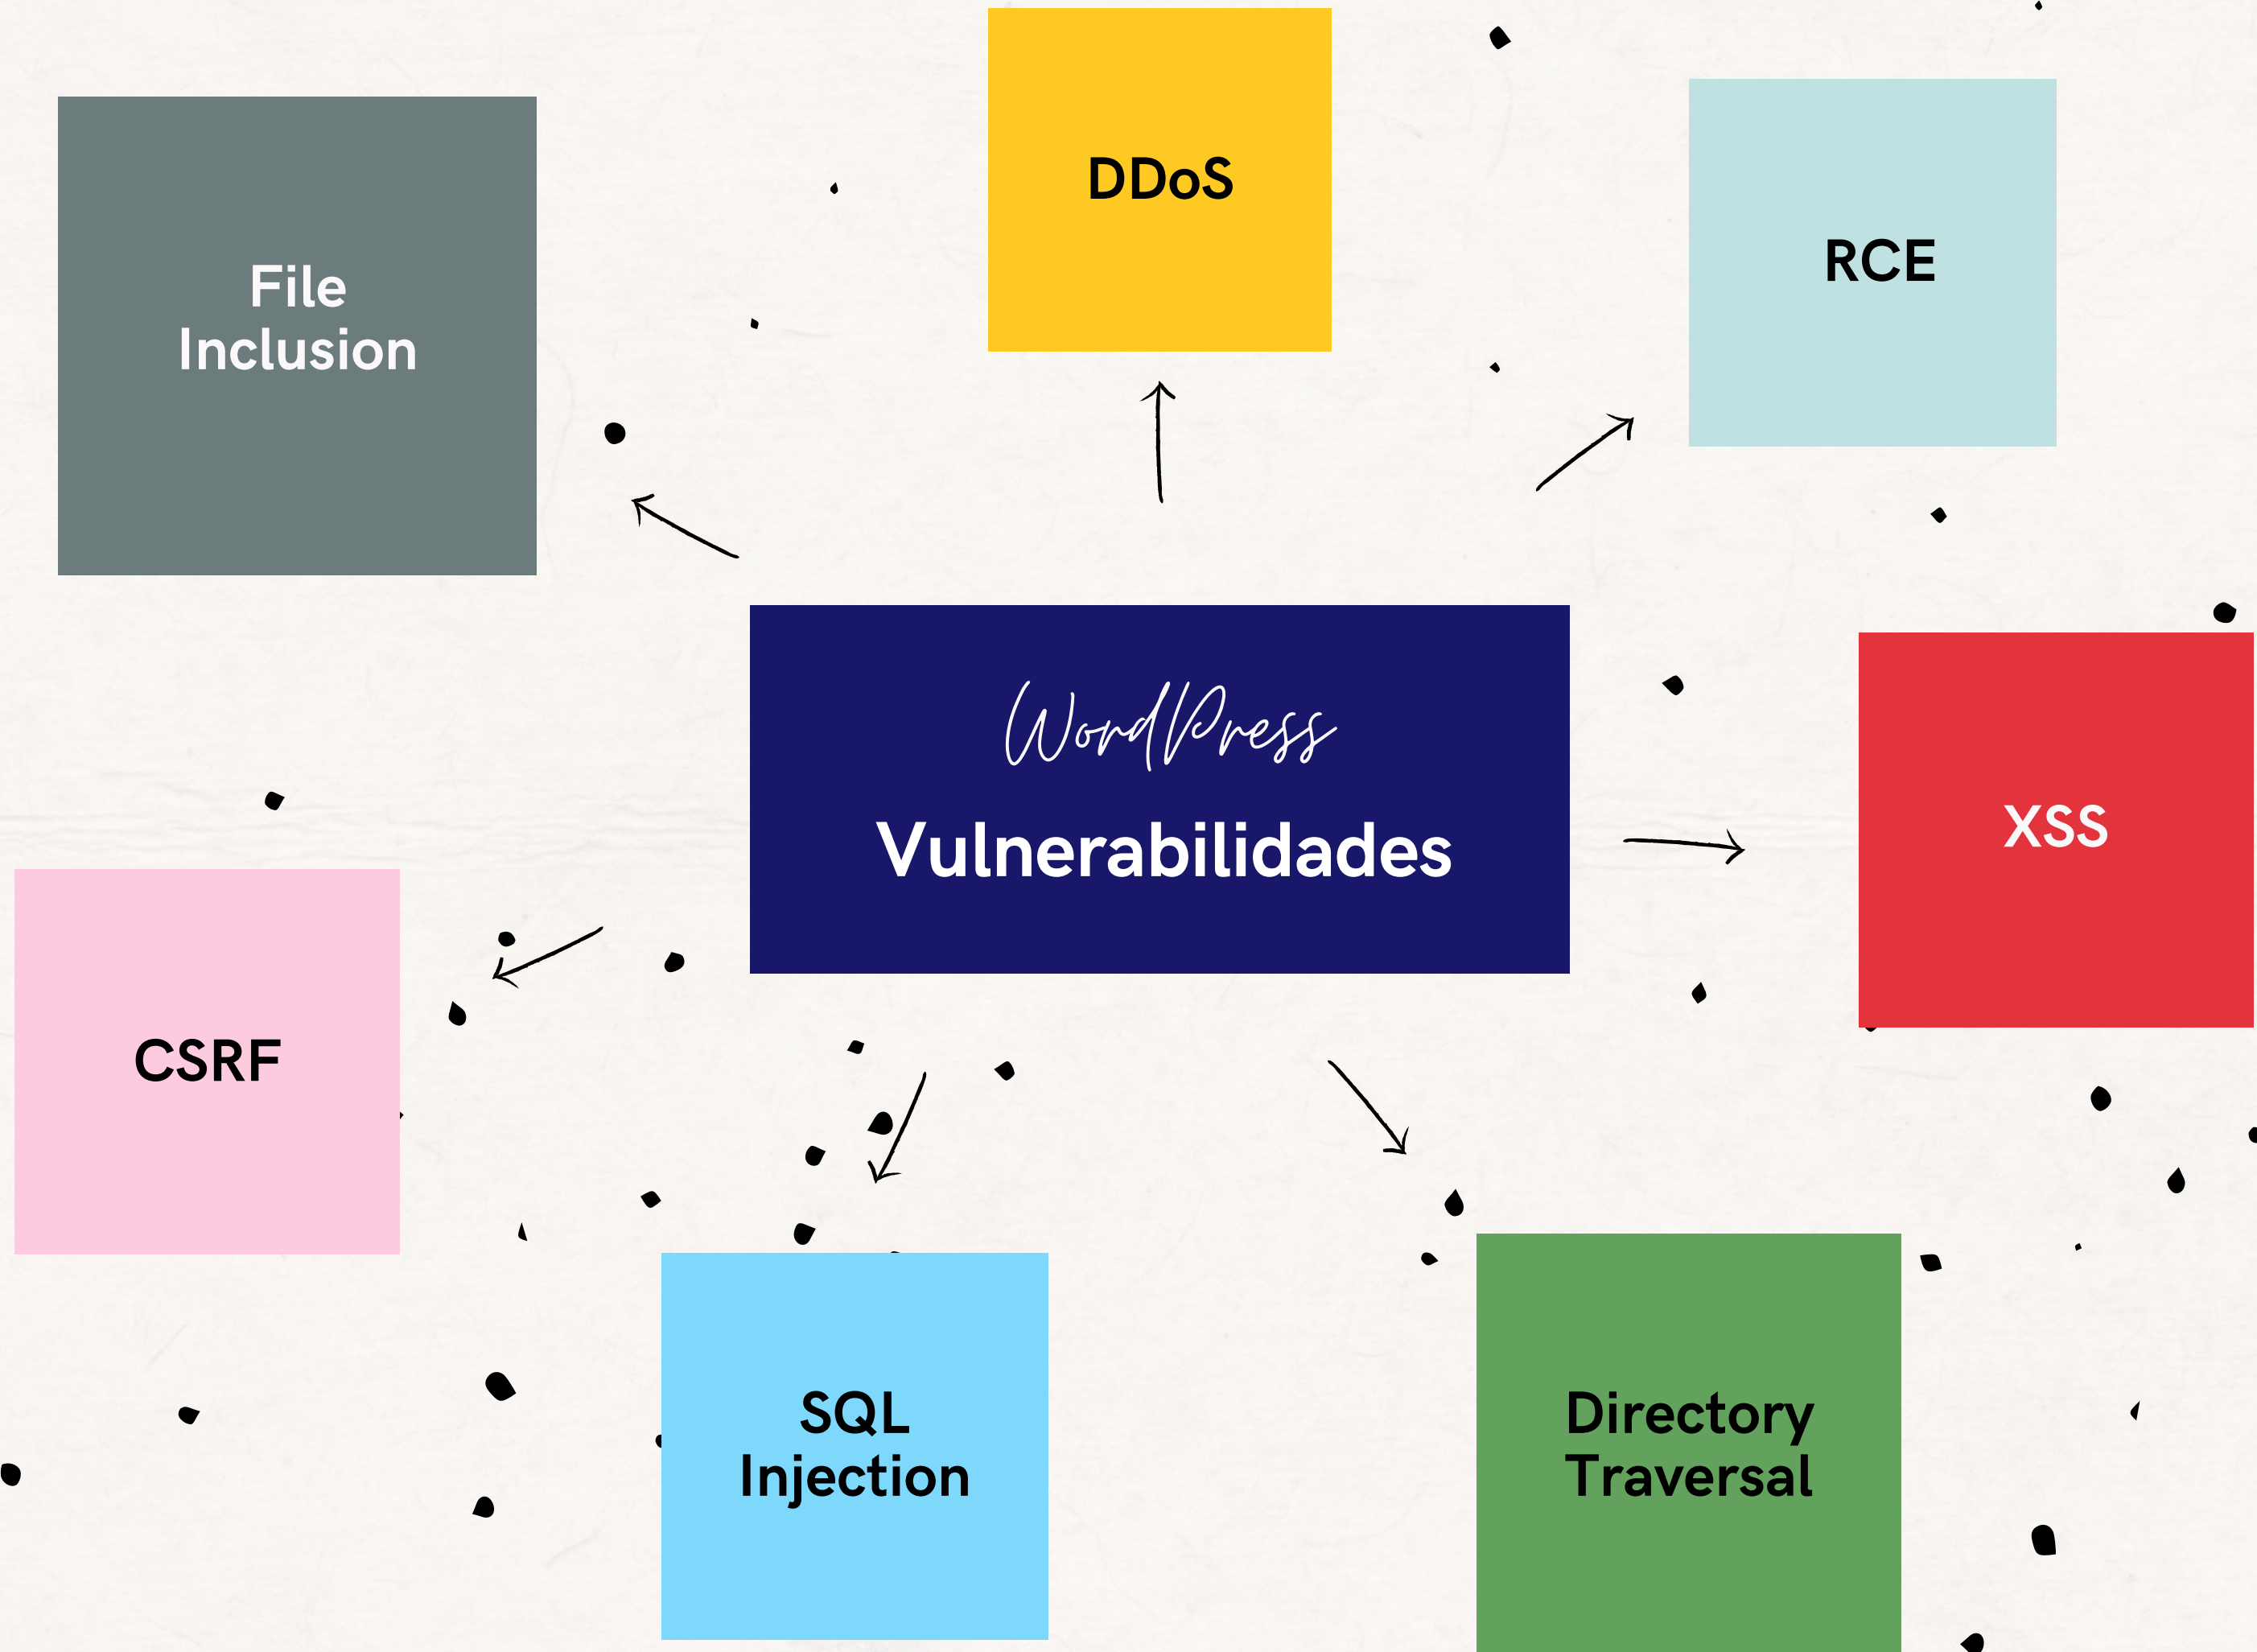 DDoS
RCE
File
Inclusion
WordPress
Vulnerabilidades
XSS
CSRF
SQL
Injection
Directory
Traversal